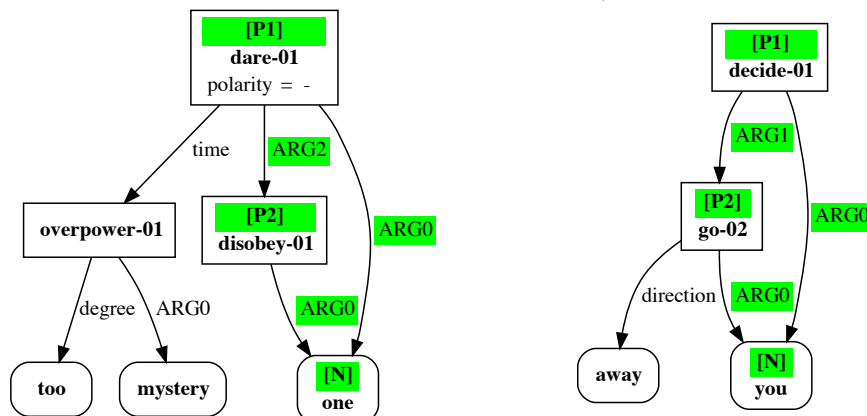 [P1]
dare-01
polarity = -
time
ARG2
ARG0
overpower-01
[P2]
disobey-01
degree
ARG0
ARG0
too
mystery
[N]
one
[P1]
decide-01
ARG1
ARG0
[P2]
go-02
direction
ARG0
away
[N]
you